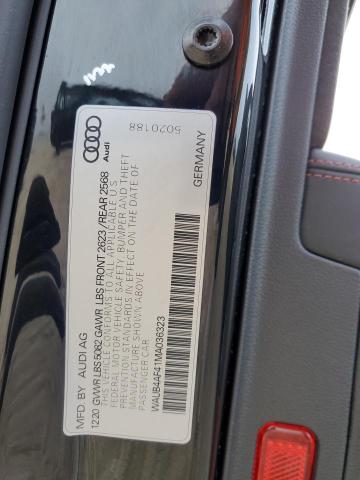 5020188
Audi
MFD BY AUDI AG GERMANY
12.20 GVWR LBS 5082 GAWR LBS FRONT 2623 / REAR 2568
THIS VEHICLE CONFORMS TO ALL APPLICABLE U.S.
FEDERAL MOTOR VEHICLE SAFETY, BUMPER AND THEFT
PREVENTION STANDARDS IN EFFECT ON THE DATE OF
MANUFACTURE SHOWN ABOVE
PASSENGER CAR
WAUB4AF41MA036323